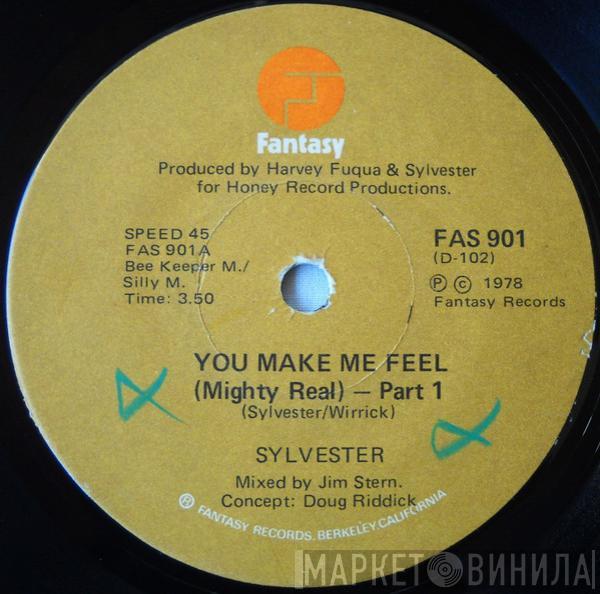 Fantasy
Produced by Harvey Fuqua & Sylvester
for Honey Record Productions.
SPEED 45
FAS 901A
Bee Keeper M./
Silly M.
Time: 3.50
FAS 901
(D-102)
Ⓟ © 1978
Fantasy Records
YOU MAKE ME FEEL
(Mighty Real) — Part 1
(Sylvester/Wirrick)
SYLVESTER
Mixed by Jim Stern.
Concept: Doug Riddick
® FANTASY RECORDS. BERKELEY, CALIFORNIA
МАРКЕТ ВИНИЛА